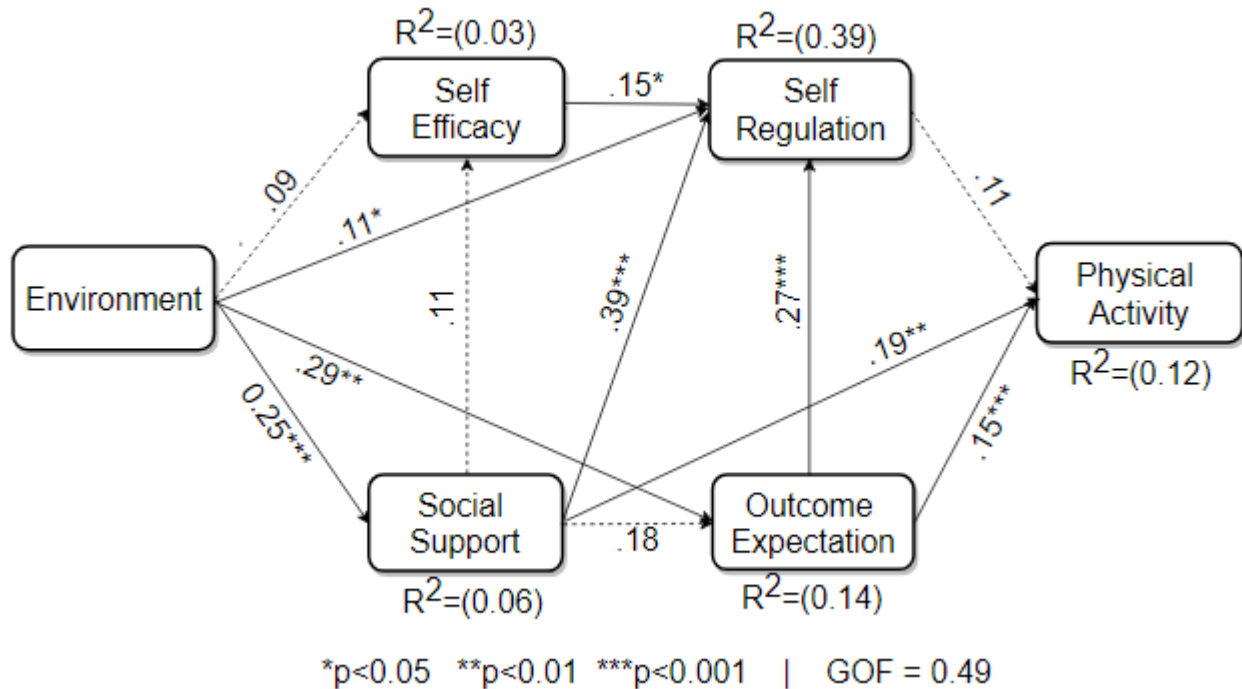 R2=(0.03)
R2=(0.39)
Self
Efficacy
.15*
Self
Regulation
.09
.11*
.11
.39***
.27***
.11
Environment
Physical
Activity
R2=(0.12)
.29**
.19**
0.25***
.15***
Social
Support
.18
Outcome
Expectation
R2=(0.06)
R2=(0.14)
*p<0.05 **p<0.01 ***p<0.001 | GOF = 0.49